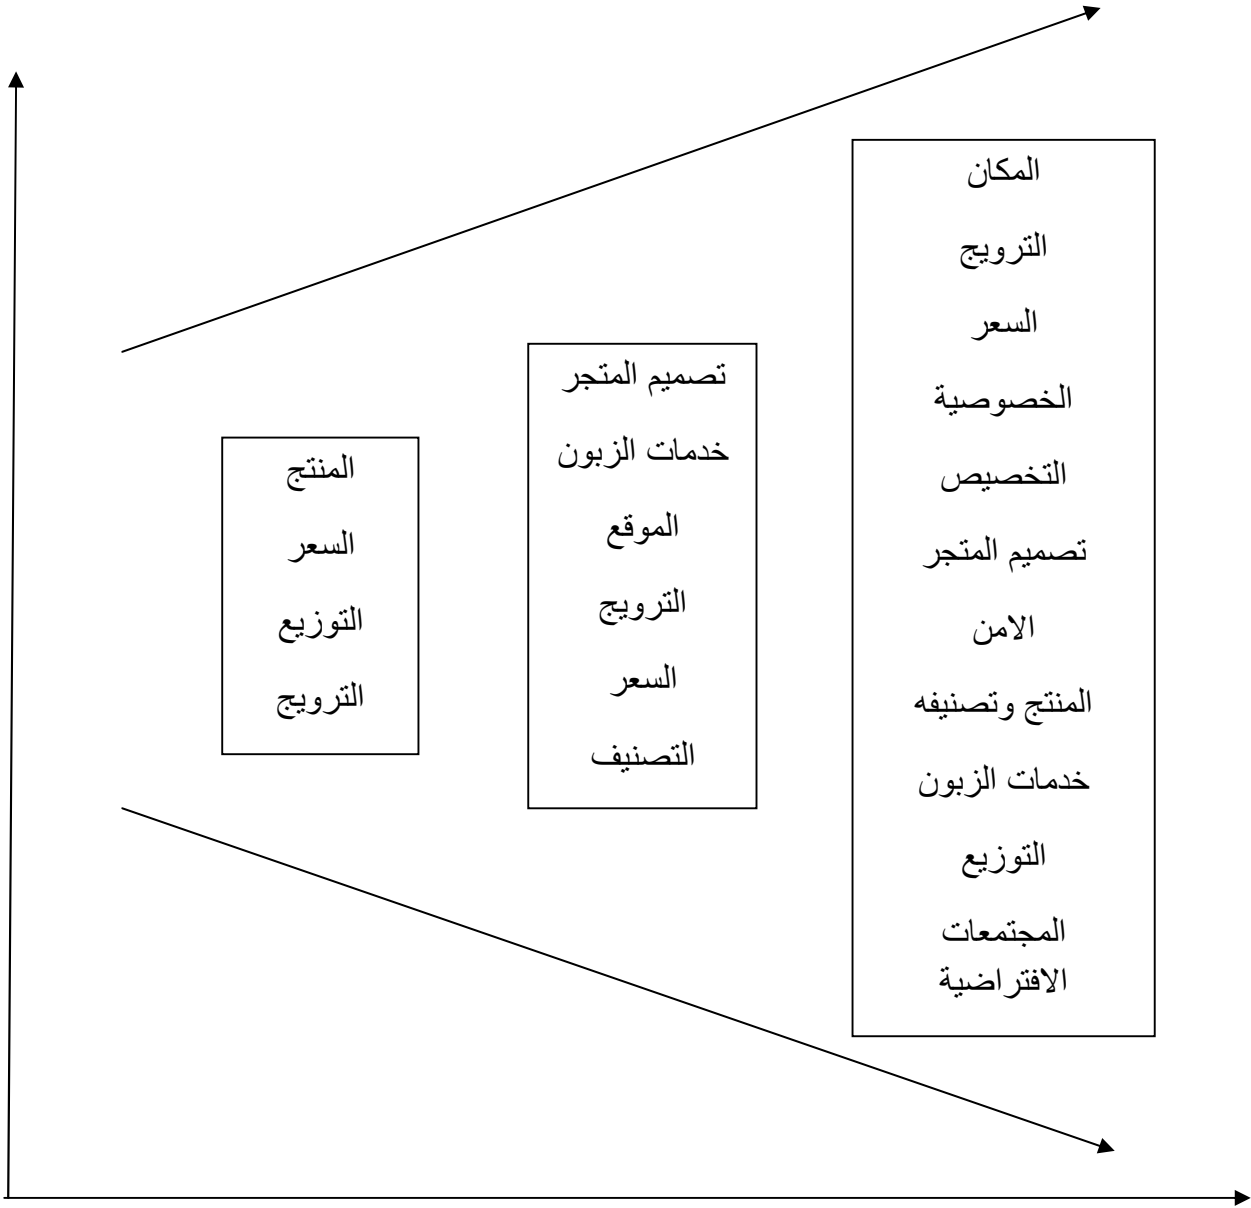 المكان
الترويج
السعر
الخصوصية
التخصيص
تصميم المتجر
الامن
المنتج وتصنيفه
خدمات الزبون
التوزيع
المجتمعات
الافتراضية
تصميم المتجر
خدمات الزبون
الموقع
الترويج
السعر
التصنيف
المنتج
السعر
التوزيع
الترويج